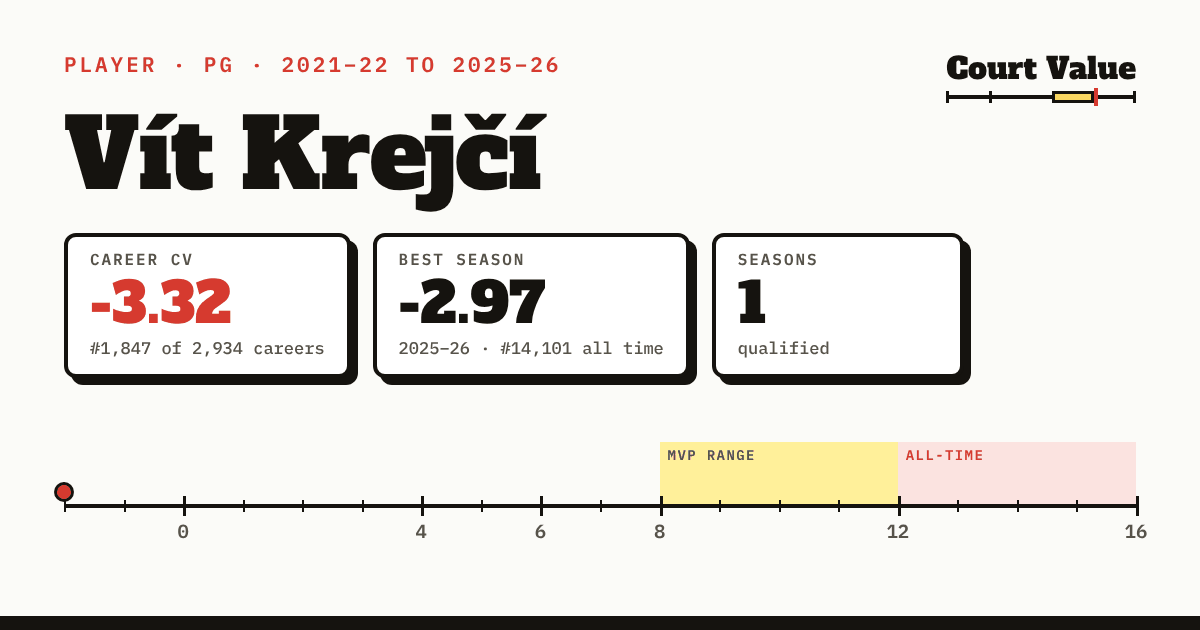 PLAYER · PG · 2021–22 TO 2025–26
Court Value
Vít Krejčí
CAREER CV
-3.32
#1,847 of 2,934 careers
BEST SEASON
-2.97
2025–26 · #14,101 all time
SEASONS
1
qualified
MVP RANGE
ALL-TIME
0 4 6 8 12 16